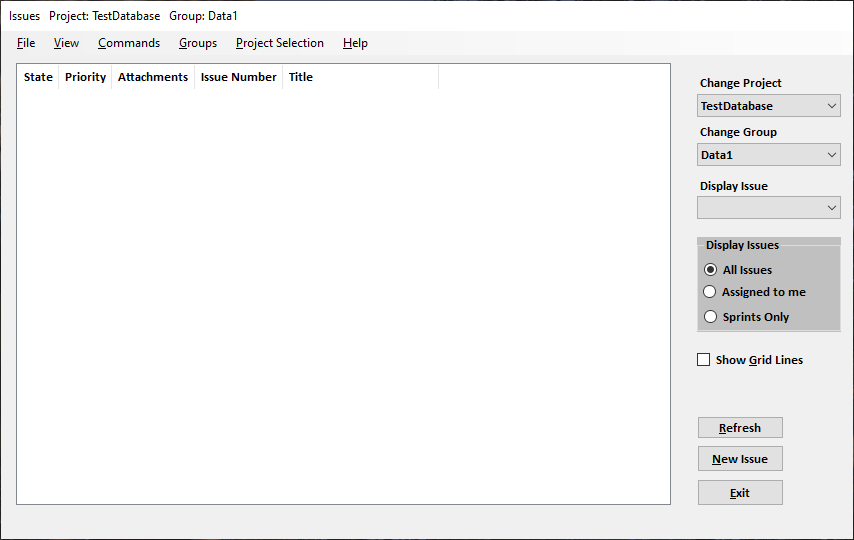 Issues Project: TestDatabase Group: Data1
File View Commands Groups Project Selection Help
State Priority Attachments Issue Number Title
Change Project
TestDatabase
Change Group
Data1
Display Issue
Display Issues
All Issues
Assigned to me
Sprints Only
Show Grid Lines
Refresh
New Issue
Exit